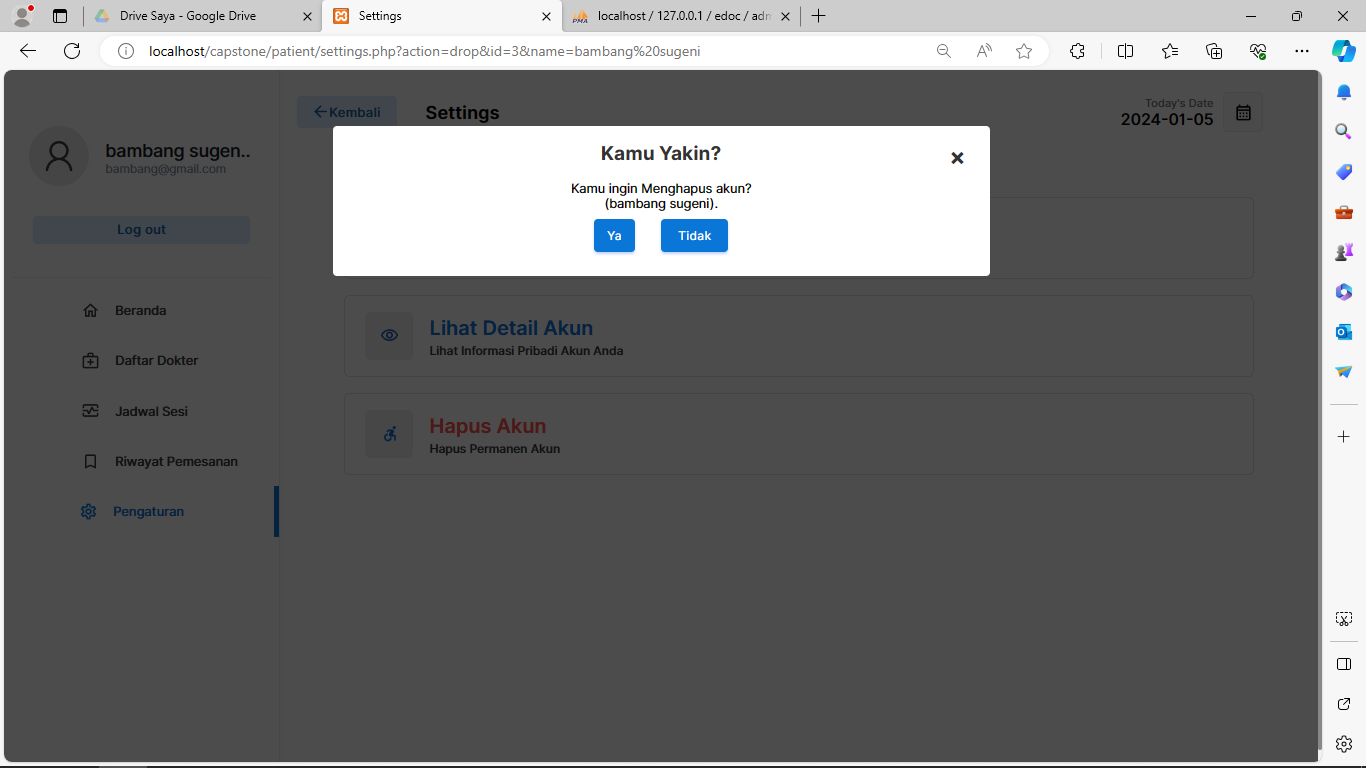 Drive Saya - Google Drive
Settings
localhost / 127.0.0.1 / edoc / adm
localhost/capstone/patient/settings.php?action=drop&id=3&name=bambang%20sugeni
bambang sugen..
bambang@gmail.com
Log out
Beranda
Daftar Dokter
Jadwal Sesi
Riwayat Pemesanan
Pengaturan
Kembali
Settings
Today's Date
2024-01-05
Kamu Yakin?
Kamu ingin Menghapus akun?
(bambang sugeni).
Ya
Tidak
Lihat Detail Akun
Lihat Informasi Pribadi Akun Anda
Hapus Akun
Hapus Permanen Akun